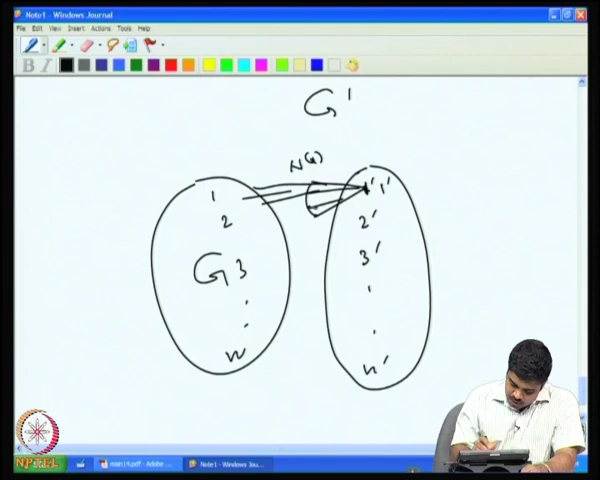 Note1 - Windows Journal
File Edit View Insert Actions Tools Help
B I
G'
N(1)
1 1' 1'
2 2'
G 3 3'
n n'
NPTEL
main14.pdf - Adobe ...
Note1 - Windows Jou...